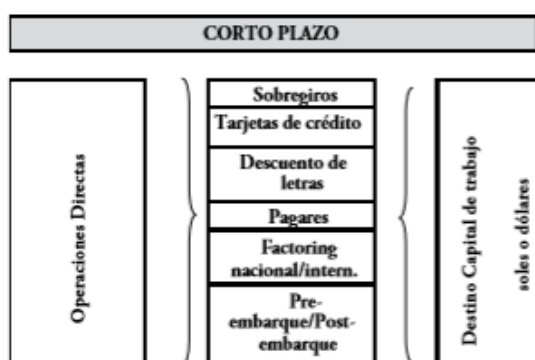 CORTO PLAZO
Operaciones Directas
Sobregiros
Tarjetas de crédito
Descuento de
letras
Pagares
Factoring
nacional/intern.
Pre-
embarque/Post-
embarque
Destino Capital de trabajo
soles o dólares